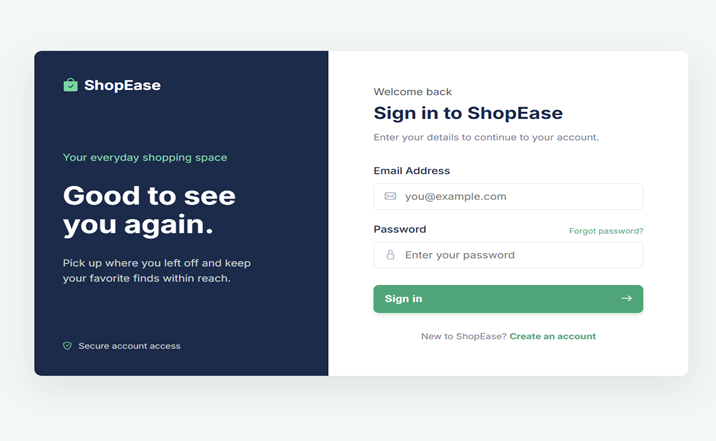 ShopEase
Your everyday shopping space
Good to see
you again.
Pick up where you left off and keep
your favorite finds within reach.
Secure account access
Welcome back
Sign in to ShopEase
Enter your details to continue to your account.
Email Address
you@example.com
Password Forgot password?
Enter your password
Sign in
New to ShopEase? Create an account